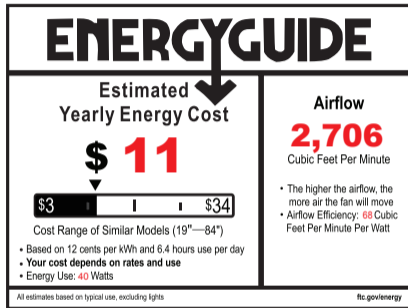 ENERGYGUIDE
Estimated
Yearly Energy Cost
$ 11
$3
$34
Cost Range of Similar Models (19"—84")
• Based on 12 cents per kWh and 6.4 hours use per day
• Your cost depends on rates and use
• Energy Use: 40 Watts
Airflow
2,706
Cubic Feet Per Minute
• The higher the airflow, the
more air the fan will move
• Airflow Efficiency: 68 Cubic
Feet Per Minute Per Watt
All estimates based on typical use, excluding lights
ftc.gov/energy